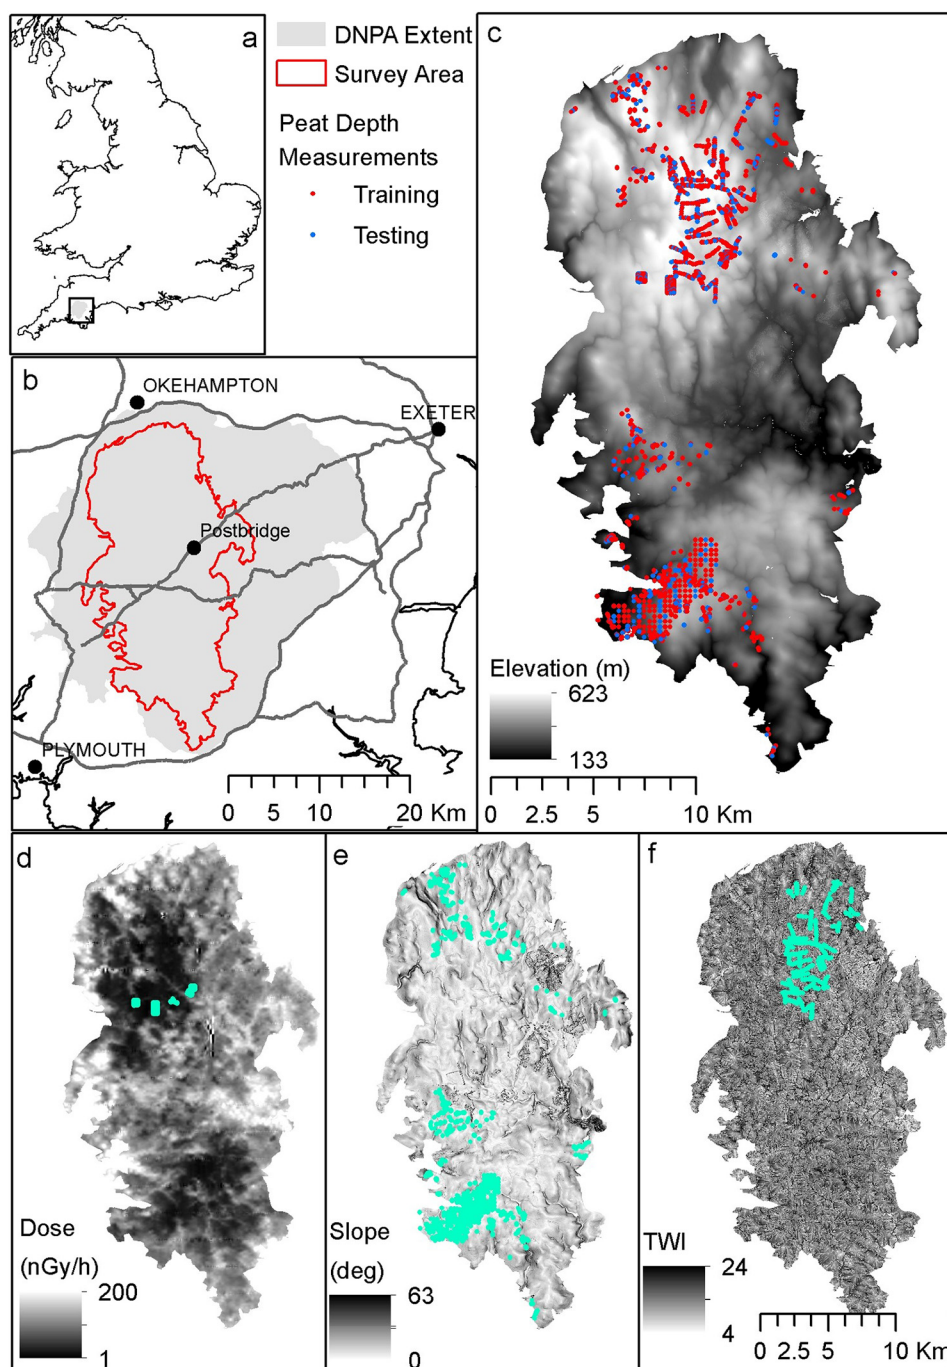 a
DNPA Extent
Survey Area
Peat Depth
Measurements
Training
Testing
b
OKEHAMPTON
EXETER
Postbridge
PLYMOUTH
0 5 10 20 Km
c
Elevation (m)
623
133
0 2.5 5 10 Km
d
Dose
(nGy/h)
200
1
e
Slope
(deg)
63
0
f
TWI
24
4
0 2.5 5 10 Km